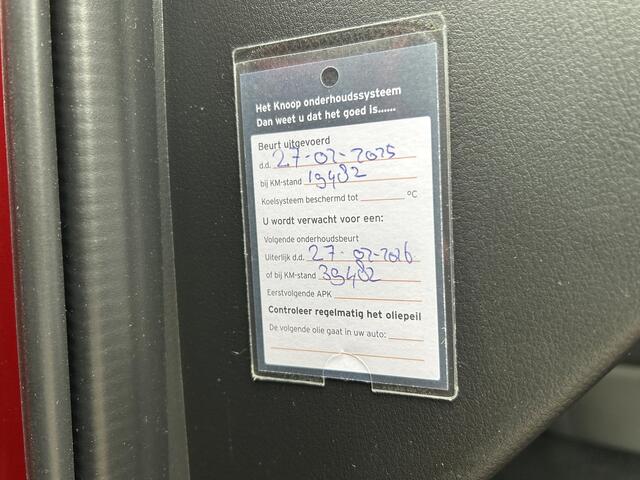 Het Knoop onderhoudssysteem
Dan weet u dat het goed is......
Beurt uitgevoerd
d.d. 27-02-2025
bij KM-stand 19482
Koelsysteem beschermd tot °C
U wordt verwacht voor een:
Volgende onderhoudsbeurt
Uiterlijk d.d. 27-02-2026
of bij KM-stand 39482
Eerstvolgende APK
Controleer regelmatig het oliepeil
De volgende olie gaat in uw auto: